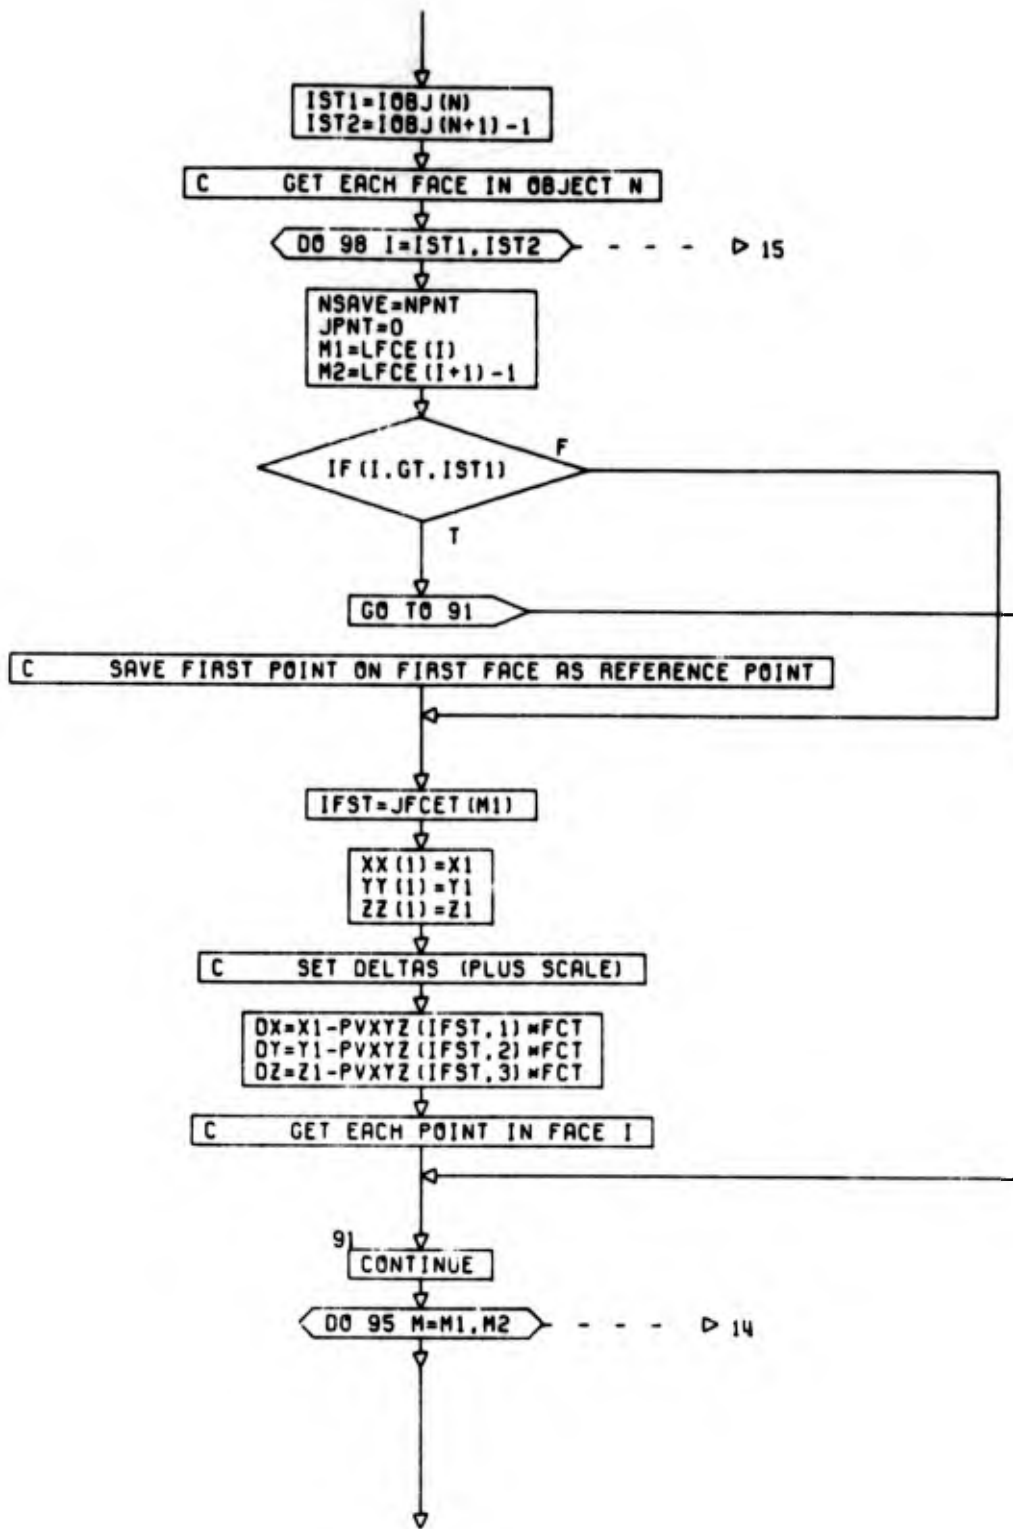 IST1=IOBJ(N)
IST2=IOBJ(N+1)-1
C GET EACH FACE IN OBJECT N
DO 98 I=IST1,IST2
15
NSAVE=NPNT
JPNT=0
M1=LFCE(I)
M2=LFCE(I+1)-1
F
IF(I.GT.IST1)
T
GO TO 91
C SAVE FIRST POINT ON FIRST FACE AS REFERENCE POINT
IFST=JFCET(M1)
XX(1)=X1
YY(1)=Y1
ZZ(1)=Z1
C SET DELTAS (PLUS SCALE)
DX=X1-PVXYZ(IFST,1)*FCT
DY=Y1-PVXYZ(IFST,2)*FCT
DZ=Z1-PVXYZ(IFST,3)*FCT
C GET EACH POINT IN FACE I
91
CONTINUE
DO 95 M=M1,M2
14